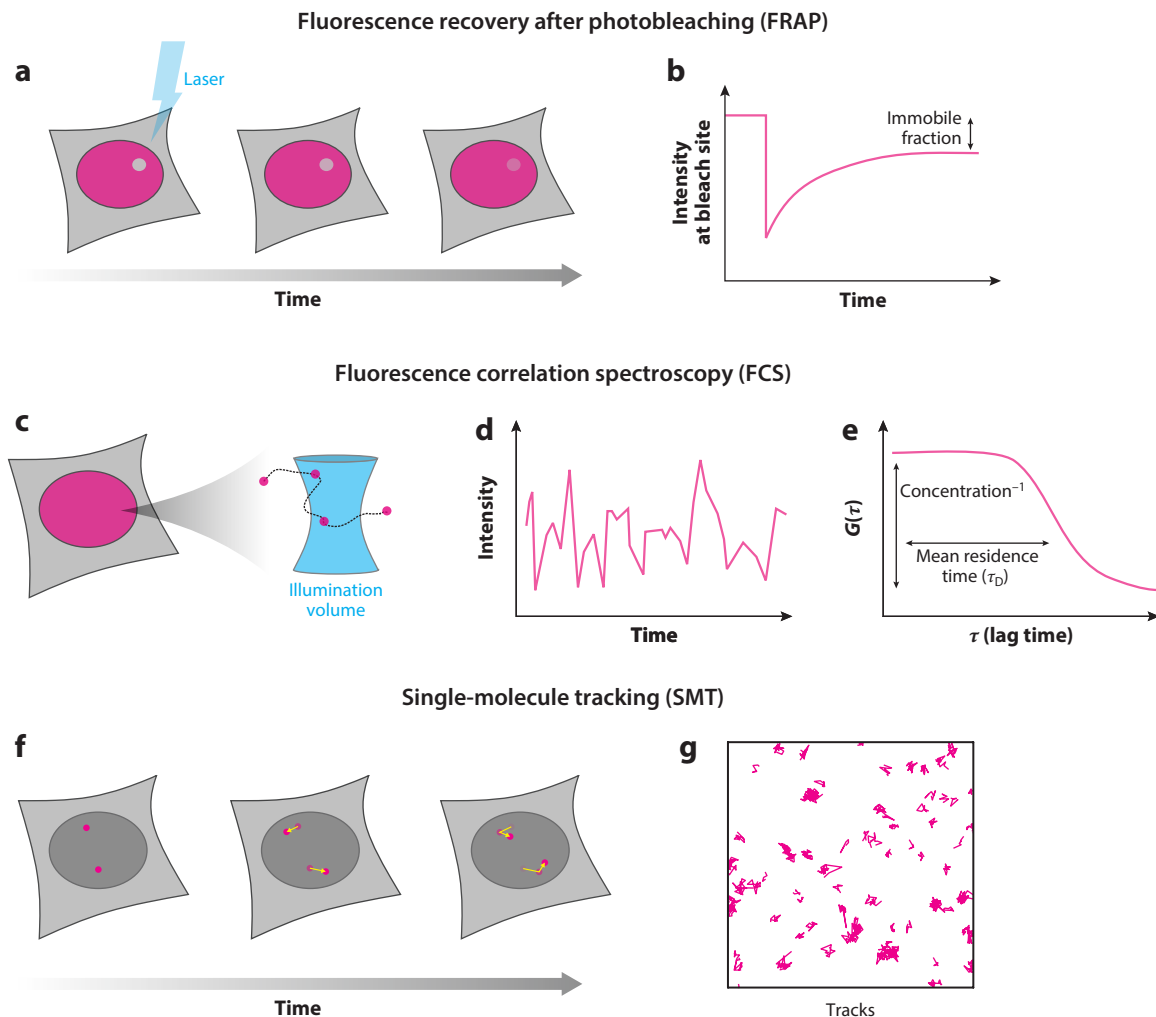 Fluorescence recovery after photobleaching (FRAP)
a
Laser
Time
b
Intensity
at bleach site
Immobile
fraction
Time
Fluorescence correlation spectroscopy (FCS)
c
Illumination
volume
d
Intensity
Time
e
G(τ)
Concentration⁻¹
Mean residence
time (τD)
τ (lag time)
Single-molecule tracking (SMT)
f
Time
g
Tracks